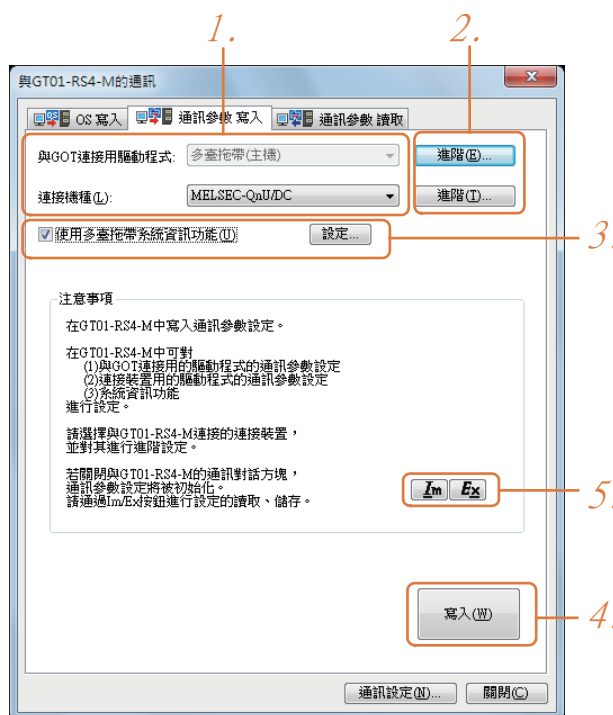 1.
2.
與GT01-RS4-M的通訊
OS 寫入
通訊參數 寫入
通訊參數 讀取
與GOT連接用驅動程式:
多臺拖帶(主機)
進階(E)...
連接機種(L):
MELSEC-QnU/DC
進階(T)...
使用多臺拖帶系統資訊功能(U)
設定...
3.
注意事項
在GT01-RS4-M中寫入通訊參數設定。
在GT01-RS4-M中可對
(1)與GOT連接用的驅動程式的通訊參數設定
(2)連接裝置用的驅動程式的通訊參數設定
(3)系統資訊功能
進行設定。
請選擇與GT01-RS4-M連接的連接裝置，
並對其進行進階設定。
若關閉與GT01-RS4-M的通訊對話方塊，
通訊參數設定將被初始化。
請通過Im/Ex按鈕進行設定的讀取、儲存。
Im
Ex
5.
寫入(W)
4.
通訊設定(N)...
關閉(C)